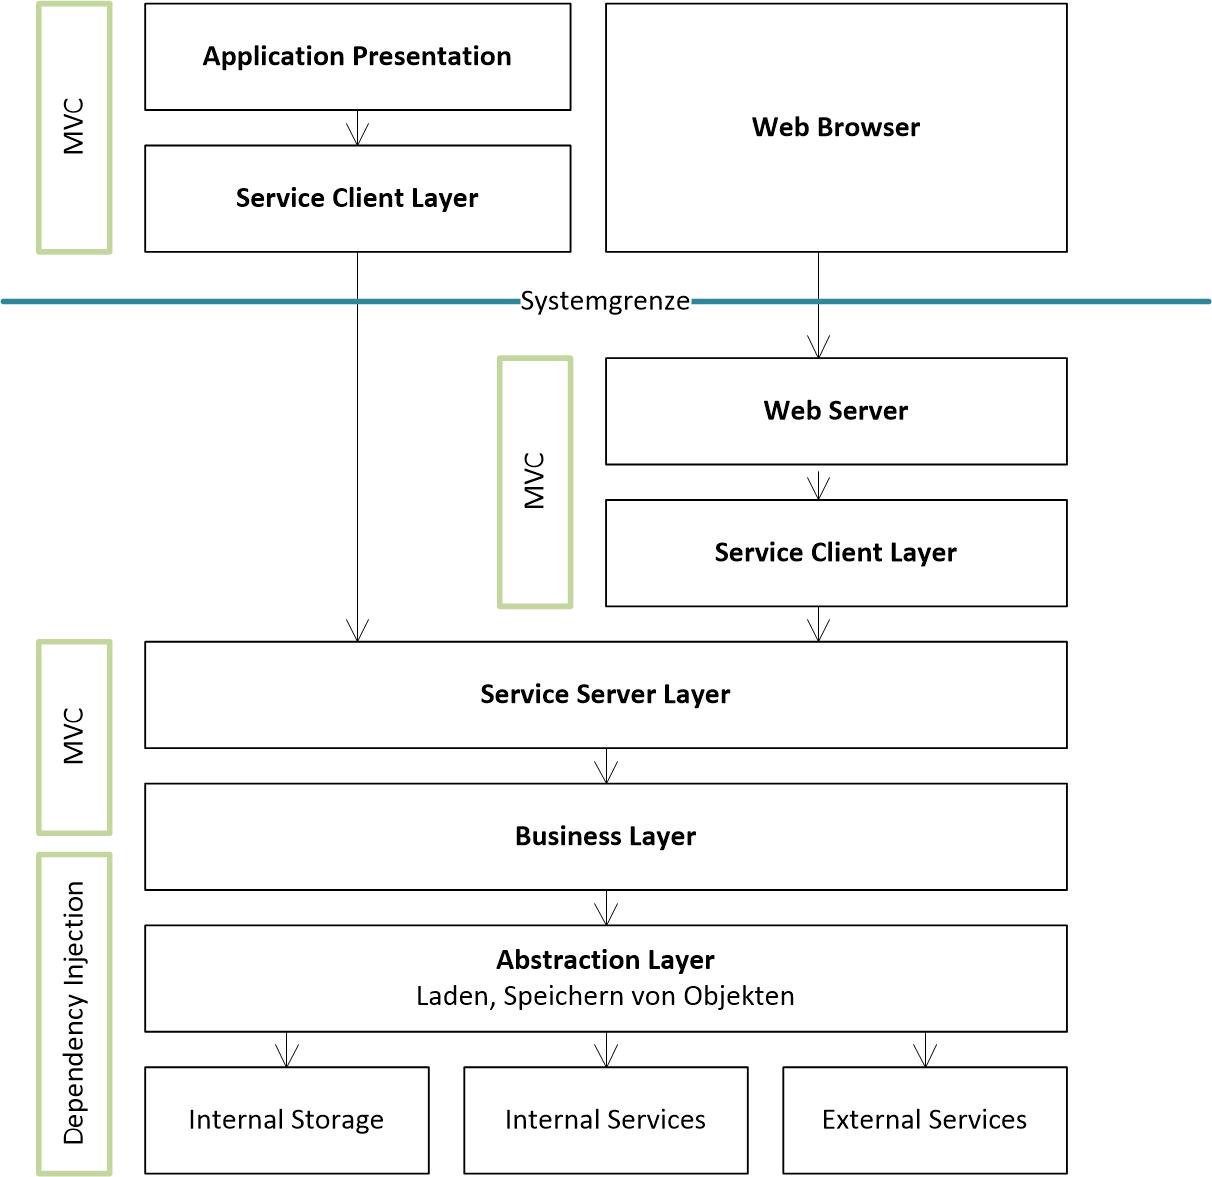 MVC
Application Presentation
Web Browser
Service Client Layer
Systemgrenze
MVC
Web Server
Service Client Layer
MVC
Service Server Layer
Business Layer
Dependency Injection
Abstraction Layer
Laden, Speichern von Objekten
Internal Storage
Internal Services
External Services